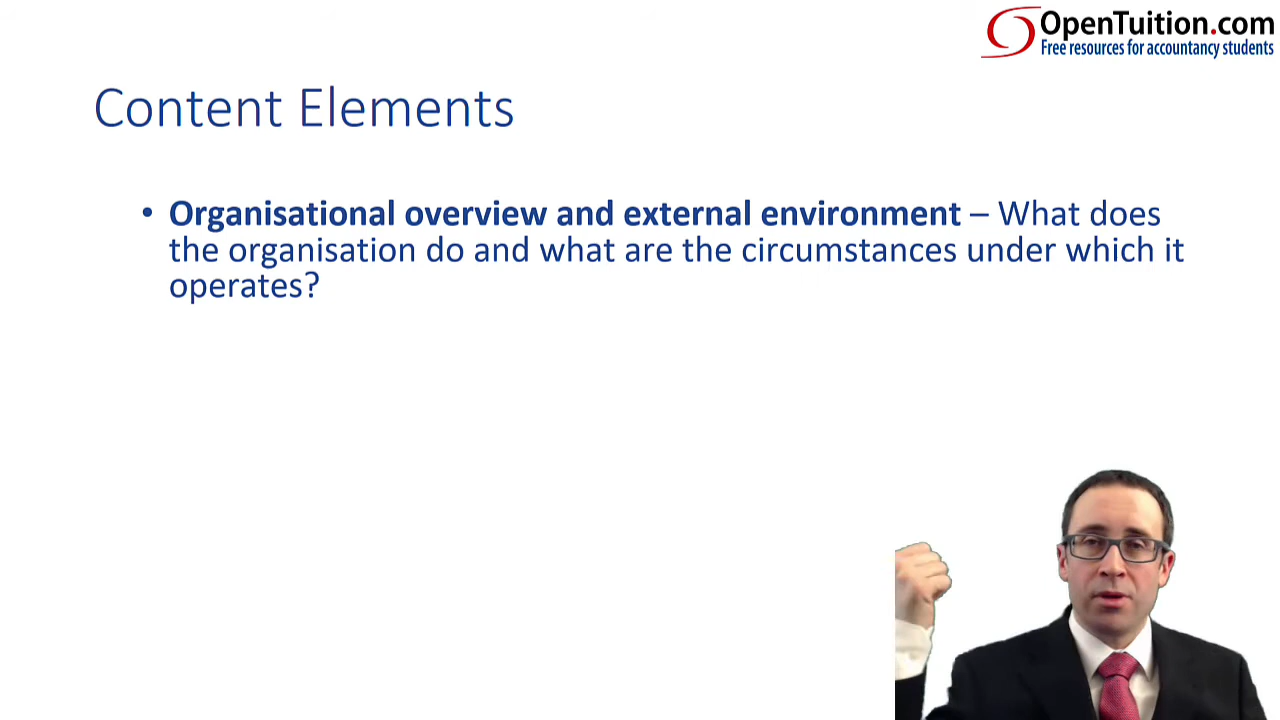 OpenTuition.com
Free resources for accountancy students
Content Elements
• Organisational overview and external environment – What does
the organisation do and what are the circumstances under which it
operates?